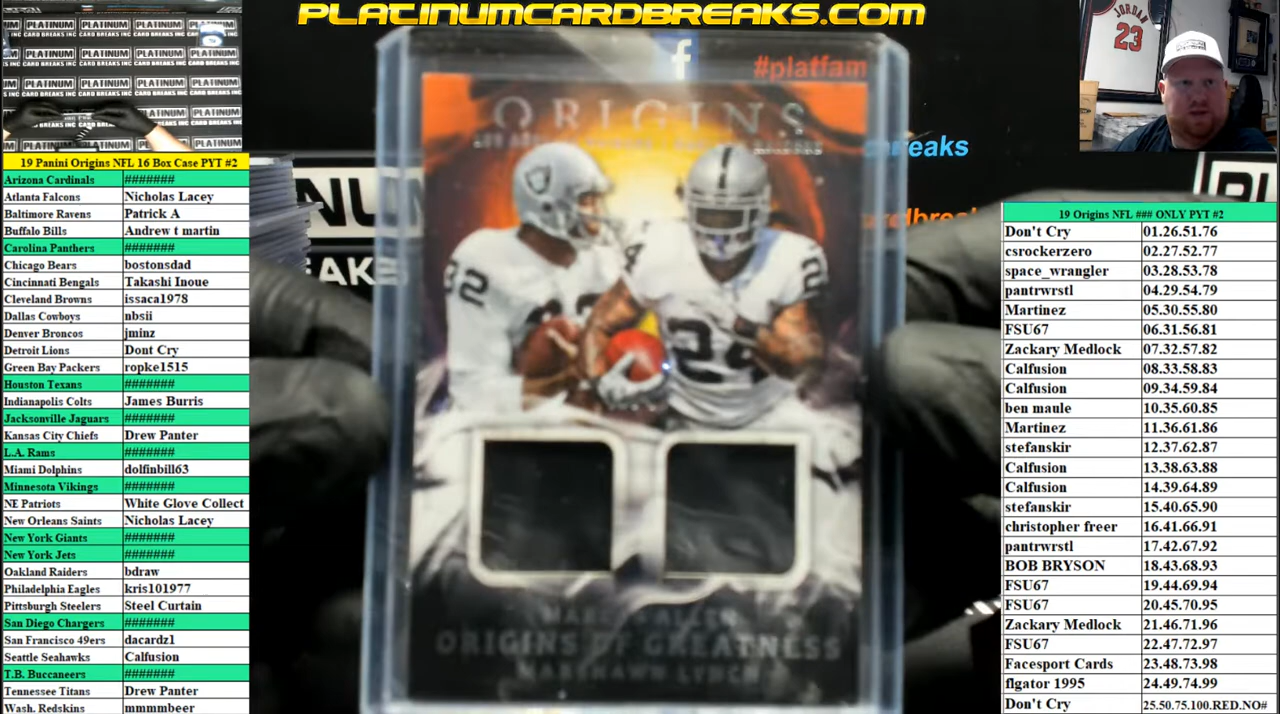 PLATINUMCARDBREAKS.COM
#platfam
JORDAN
23
PLATINUM
CARD BREAKS INC
ORIGINS
breaks
32
24
ORIGINS OF GREATNESS
19 Panini Origins NFL 16 Box Case PYT #2
Arizona Cardinals #######
Atlanta Falcons Nicholas Lacey
Baltimore Ravens Patrick A
Buffalo Bills Andrew t martin
Carolina Panthers #######
Chicago Bears bostonsdad
Cincinnati Bengals Takashi Inoue
Cleveland Browns issaca1978
Dallas Cowboys nbsii
Denver Broncos jminz
Detroit Lions Dont Cry
Green Bay Packers ropke1515
Houston Texans #######
Indianapolis Colts James Burris
Jacksonville Jaguars #######
Kansas City Chiefs Drew Panter
L.A. Rams #######
Miami Dolphins dolfinbill63
Minnesota Vikings #######
NE Patriots White Glove Collect
New Orleans Saints Nicholas Lacey
New York Giants #######
New York Jets #######
Oakland Raiders bdraw
Philadelphia Eagles kris101977
Pittsburgh Steelers Steel Curtain
San Diego Chargers #######
San Francisco 49ers dacardz1
Seattle Seahawks Calfusion
T.B. Buccaneers #######
Tennessee Titans Drew Panter
Wash. Redskins mmmmbeer
19 Origins NFL ### ONLY PYT #2
Don't Cry 01.26.51.76
csrockerzero 02.27.52.77
space_wrangler 03.28.53.78
pantrwrstl 04.29.54.79
Martinez 05.30.55.80
FSU67 06.31.56.81
Zackary Medlock 07.32.57.82
Calfusion 08.33.58.83
Calfusion 09.34.59.84
ben maule 10.35.60.85
Martinez 11.36.61.86
stefanskir 12.37.62.87
Calfusion 13.38.63.88
Calfusion 14.39.64.89
stefanskir 15.40.65.90
christopher freer 16.41.66.91
pantrwrstl 17.42.67.92
BOB BRYSON 18.43.68.93
FSU67 19.44.69.94
FSU67 20.45.70.95
Zackary Medlock 21.46.71.96
FSU67 22.47.72.97
Facesport Cards 23.48.73.98
flgator 1995 24.49.74.99
Don't Cry 25.50.75.100.RED.NO#